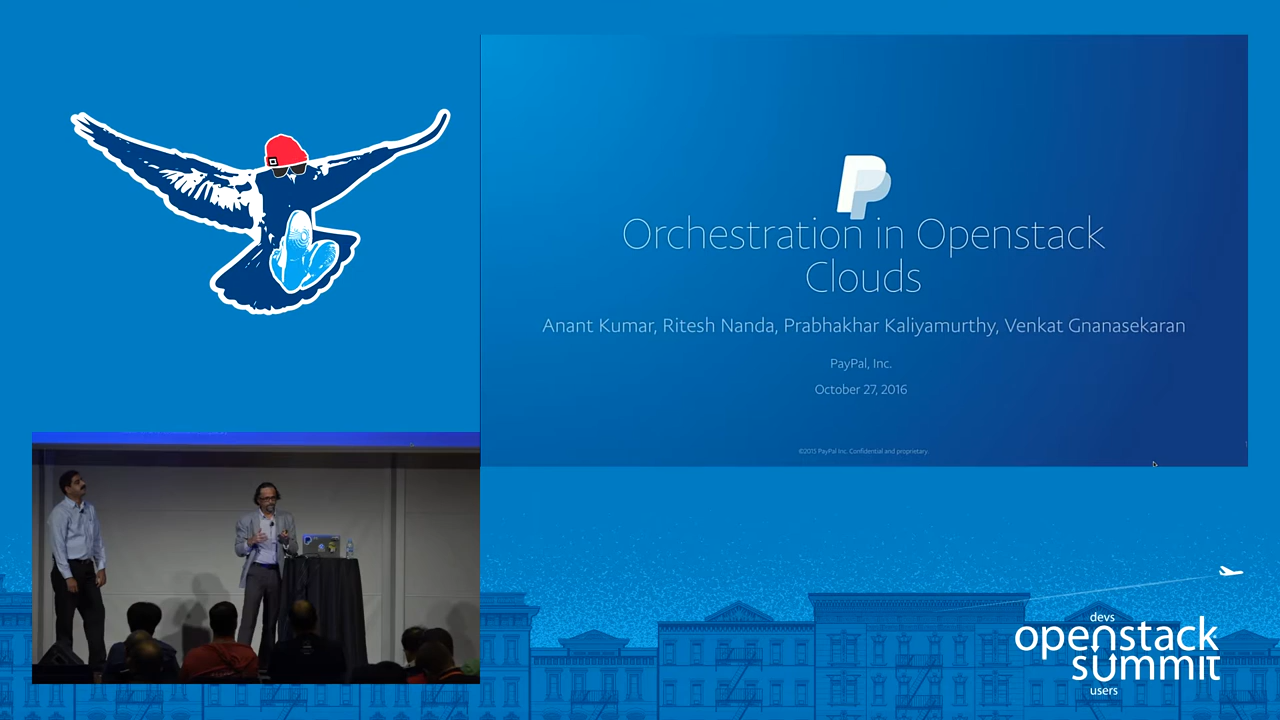 Orchestration in Openstack
Clouds
Anant Kumar, Ritesh Nanda, Prabhakhar Kaliyamurthy, Venkat Gnanasekaran
PayPal, Inc.
October 27, 2016
©2015 PayPal Inc. Confidential and proprietary.
1
devs
openstack
summit
users